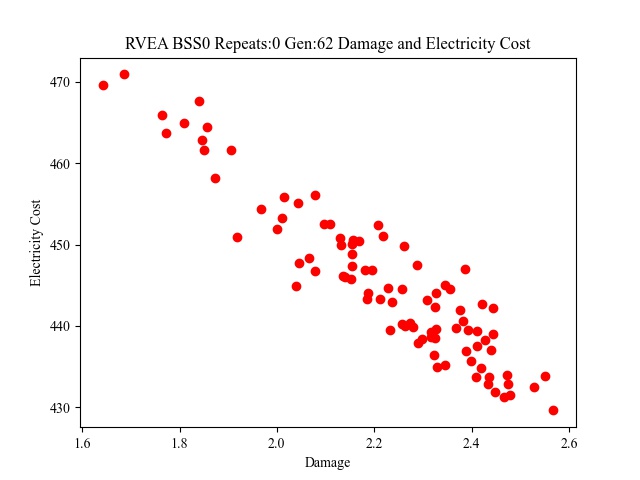 RVEA BSS0 Repeats:0 Gen:62 Damage and Electricity Cost
470
460
450
440
430
Electricity Cost
1.6 1.8 2.0 2.2 2.4 2.6
Damage